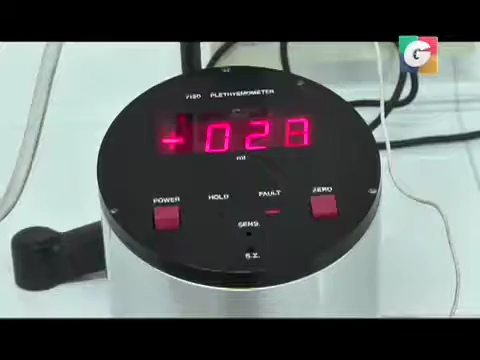 G
7150 PLETHYSMOMETER
+ 028
ml
POWER
HOLD
FAULT
ZERO
SENS.
S.Z.